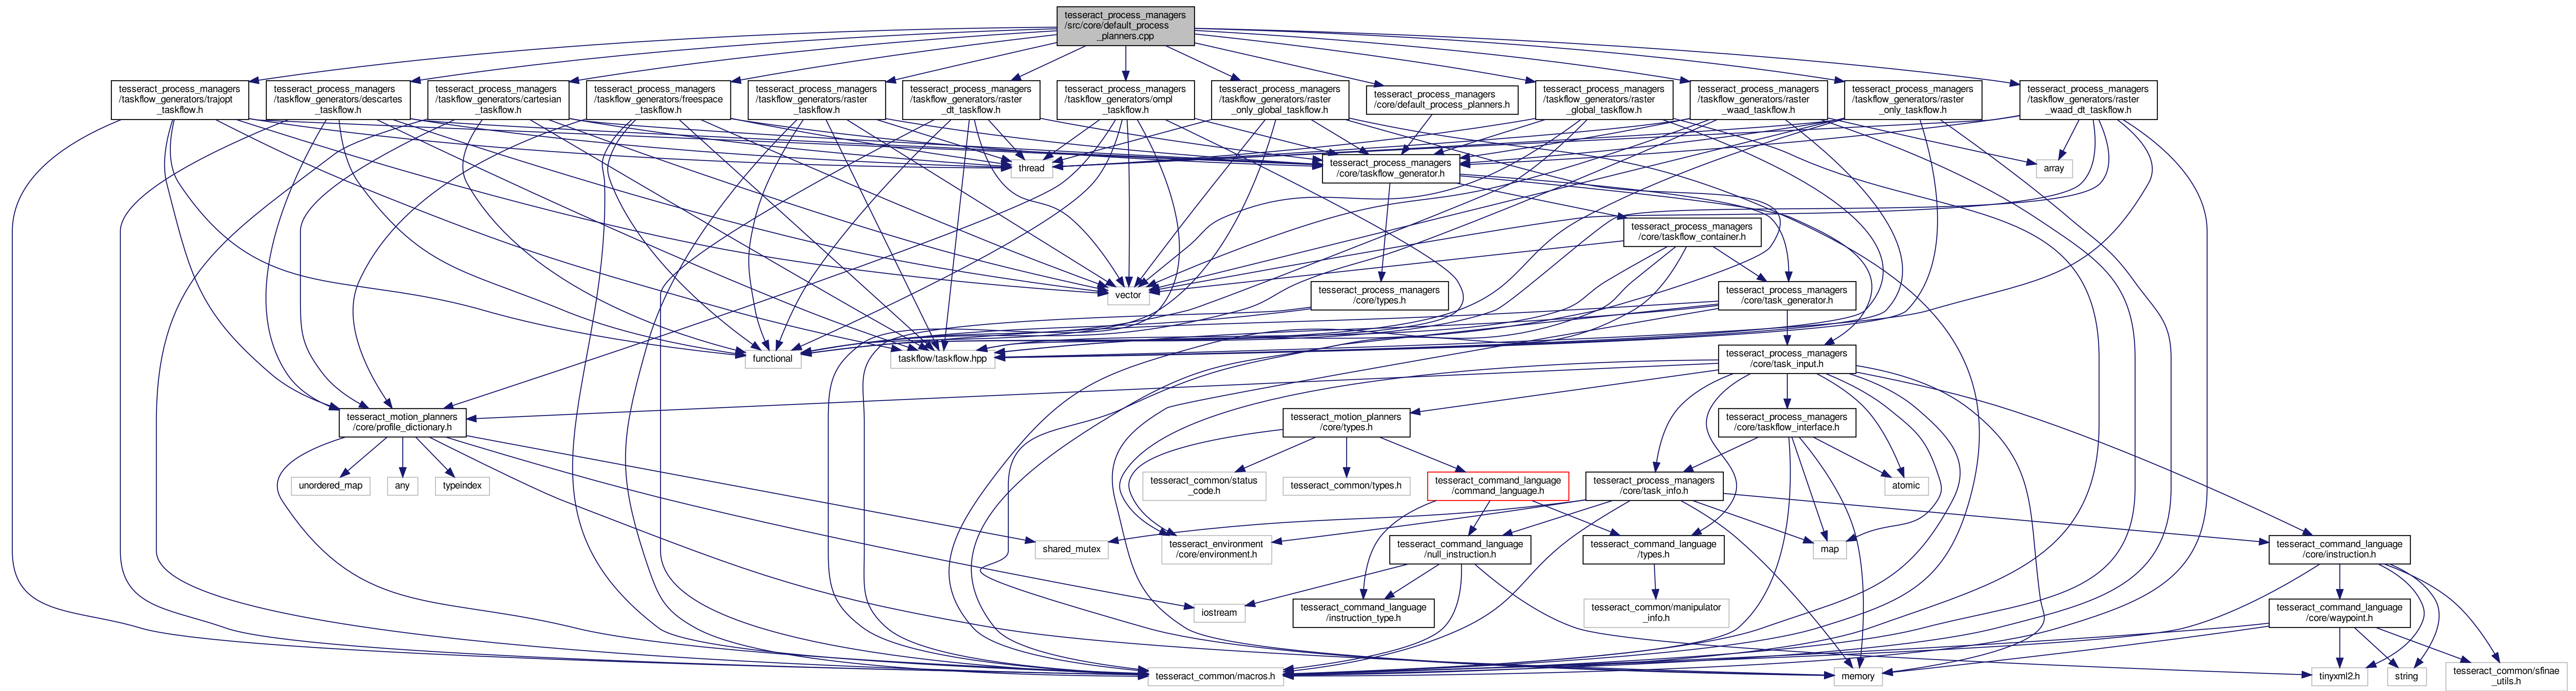 tesseract_process_managers
/src/core/default_process
_planners.cpp
tesseract_process_managers
/taskflow_generators/trajopt
_taskflow.h
tesseract_process_managers
/taskflow_generators/descartes
_taskflow.h
tesseract_process_managers
/taskflow_generators/cartesian
_taskflow.h
tesseract_process_managers
/taskflow_generators/freespace
_taskflow.h
tesseract_process_managers
/taskflow_generators/raster
_taskflow.h
tesseract_process_managers
/taskflow_generators/raster
_dt_taskflow.h
tesseract_process_managers
/taskflow_generators/ompl
_taskflow.h
tesseract_process_managers
/taskflow_generators/raster
_only_global_taskflow.h
tesseract_process_managers
/core/default_process_planners.h
tesseract_process_managers
/taskflow_generators/raster
_global_taskflow.h
tesseract_process_managers
/taskflow_generators/raster
_waad_taskflow.h
tesseract_process_managers
/taskflow_generators/raster
_only_taskflow.h
tesseract_process_managers
/taskflow_generators/raster
_waad_dt_taskflow.h
thread
tesseract_process_managers
/core/taskflow_generator.h
array
tesseract_process_managers
/core/taskflow_container.h
vector
tesseract_process_managers
/core/types.h
tesseract_process_managers
/core/task_generator.h
functional
taskflow/taskflow.hpp
tesseract_process_managers
/core/task_input.h
tesseract_motion_planners
/core/profile_dictionary.h
tesseract_motion_planners
/core/types.h
tesseract_process_managers
/core/taskflow_interface.h
unordered_map
any
typeindex
tesseract_common/status
_code.h
tesseract_common/types.h
tesseract_command_language
/command_language.h
tesseract_process_managers
/core/task_info.h
atomic
shared_mutex
tesseract_environment
/core/environment.h
tesseract_command_language
/null_instruction.h
tesseract_command_language
/types.h
map
tesseract_command_language
/core/instruction.h
iostream
tesseract_command_language
/instruction_type.h
tesseract_common/manipulator
_info.h
tesseract_command_language
/core/waypoint.h
tesseract_common/macros.h
memory
tinyxml2.h
string
tesseract_common/sfinae
_utils.h